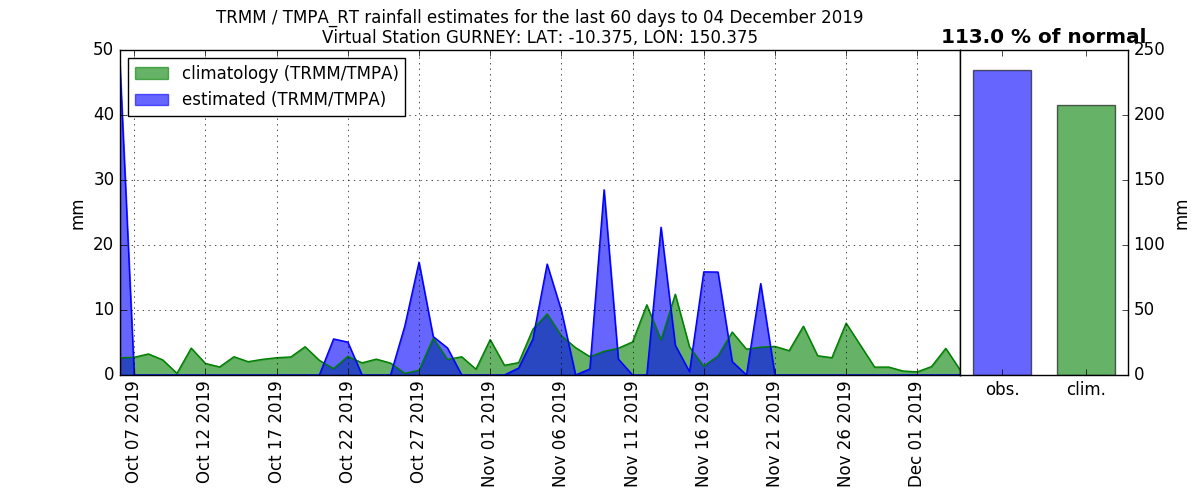 TRMM / TMPA_RT rainfall estimates for the last 60 days to 04 December 2019
Virtual Station GURNEY: LAT: -10.375, LON: 150.375
113.0 % of normal
climatology (TRMM/TMPA)
estimated (TRMM/TMPA)
50
40
30
20
10
0
mm
Oct 07 2019
Oct 12 2019
Oct 17 2019
Oct 22 2019
Oct 27 2019
Nov 01 2019
Nov 06 2019
Nov 11 2019
Nov 16 2019
Nov 21 2019
Nov 26 2019
Dec 01 2019
obs.
clim.
250
200
150
100
50
0
mm